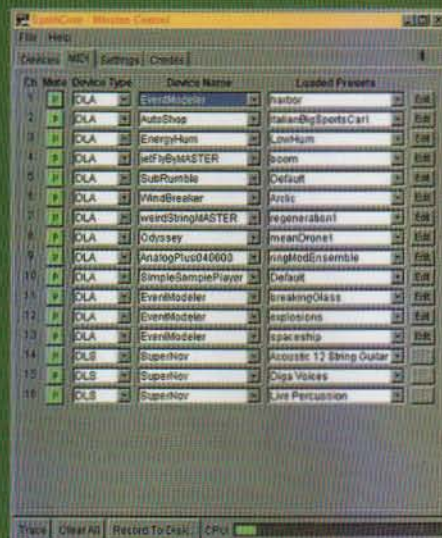 SynthCore - Mission Control
File Help
Devices MIDI Settings Credits
Ch Mute Device Type Device Name Loaded Presets
1 P DLA EventModeler harbor Edit
2 P DLA AutoShop ItalianBigSportsCar1 Edit
3 P DLA EnergyHum LowHum Edit
4 P DLA jetFlyByMASTER boom Edit
5 P DLA SubRumble Default Edit
6 P DLA WindBreaker Arctic Edit
7 P DLA weirdStringMASTER regeneration1 Edit
8 P DLA Odyssey meanDrone1 Edit
9 P DLA AnalogPlus040600 ringModEnsemble Edit
10 P DLA SimpleSamplePlayer Default Edit
11 P DLA EventModeler breakingGlass Edit
12 P DLA EventModeler explosions Edit
13 P DLA EventModeler spaceship Edit
14 P DLS SuperNov Acoustic 12 String Guitar
15 P DLS SuperNov Diga Voices
16 P DLS SuperNov Live Percussion
Trace Clear All Record To Disk... CPU: